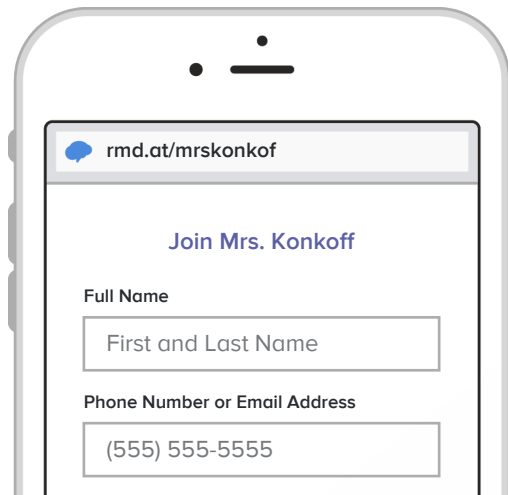 rmd.at/mrskonkof
Join Mrs. Konkoff
Full Name
First and Last Name
Phone Number or Email Address
(555) 555-5555